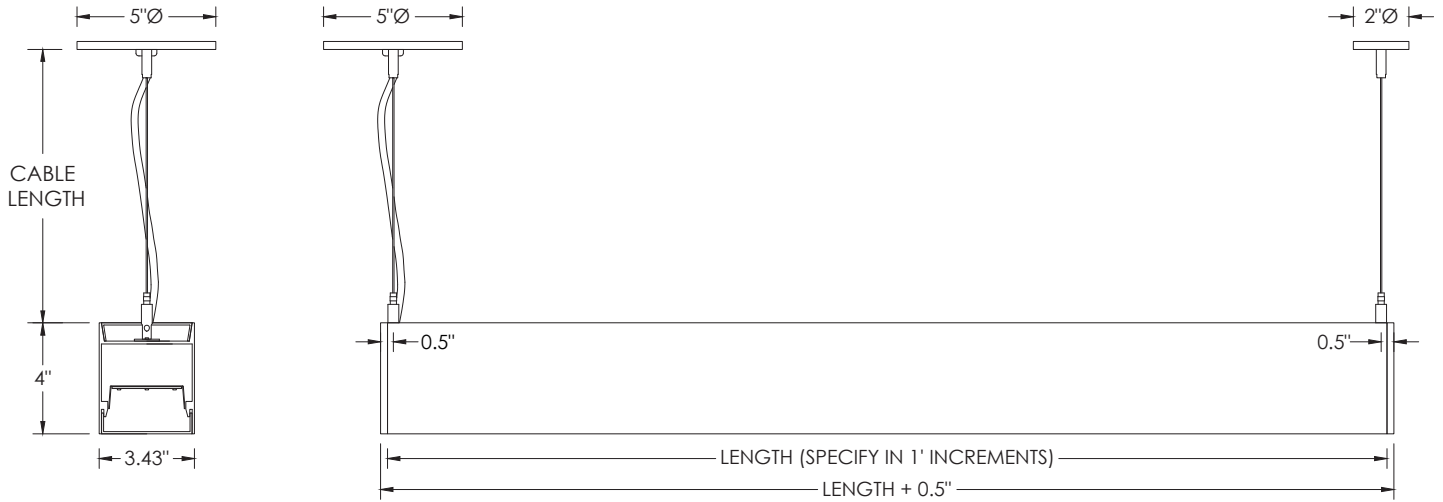 5"Ø
5"Ø
2"Ø
CABLE
LENGTH
0.5"
0.5"
4"
3.43"
LENGTH (SPECIFY IN 1' INCREMENTS)
LENGTH + 0.5"